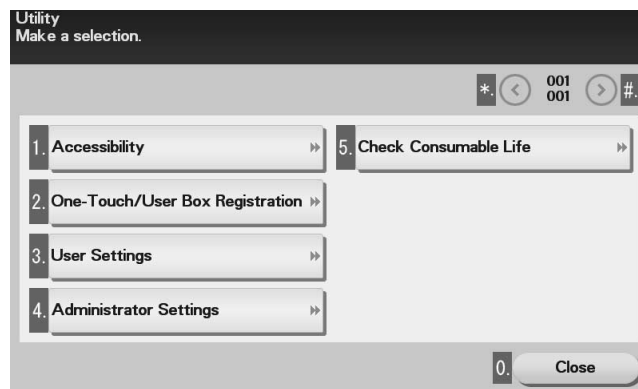 Utility
Make a selection.
*. 001 #.
001
1. Accessibility
2. One-Touch/User Box Registration
3. User Settings
4. Administrator Settings
5. Check Consumable Life
0. Close